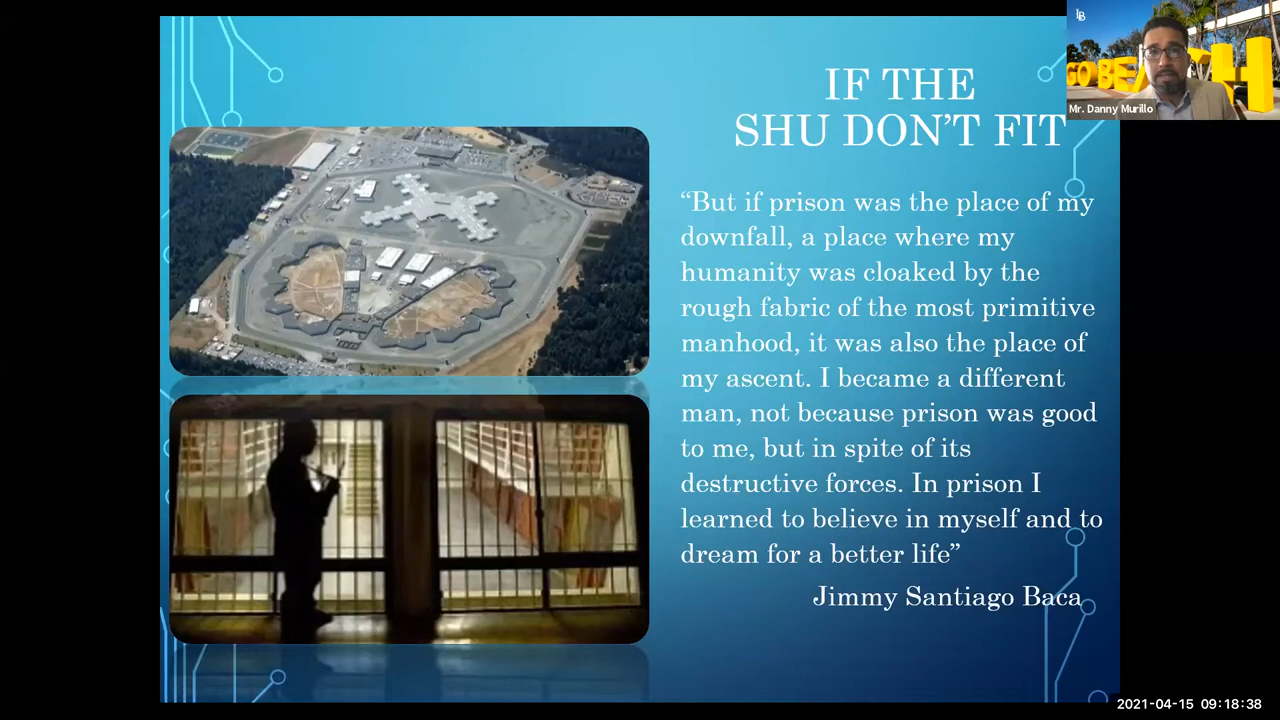 IF THE
SHU DON’T FIT
“But if prison was the place of my
downfall, a place where my
humanity was cloaked by the
rough fabric of the most primitive
manhood, it was also the place of
my ascent. I became a different
man, not because prison was good
to me, but in spite of its
destructive forces. In prison I
learned to believe in myself and to
dream for a better life”
Jimmy Santiago Baca
LB
GO BEACH
Mr. Danny Murillo
2021-04-15 09:18:38